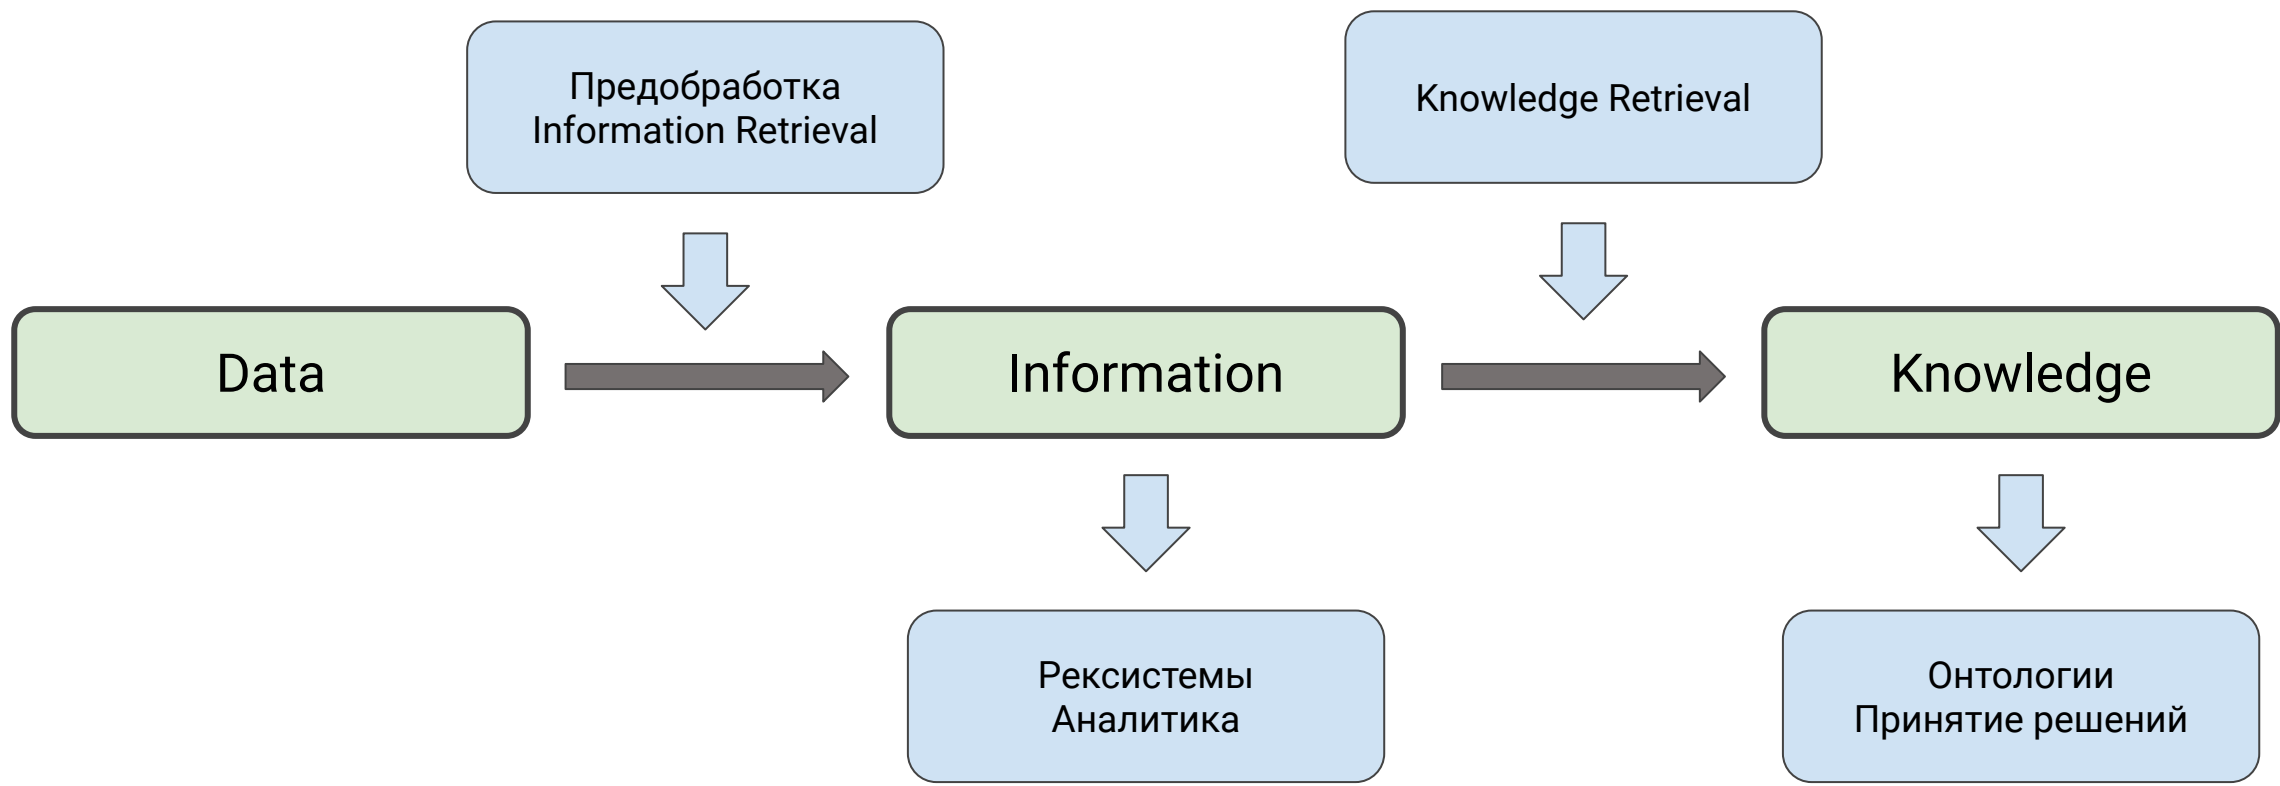 Предобработка
Information Retrieval
Knowledge Retrieval
Data
Information
Knowledge
Рексистемы
Аналитика
Онтологии
Принятие решений